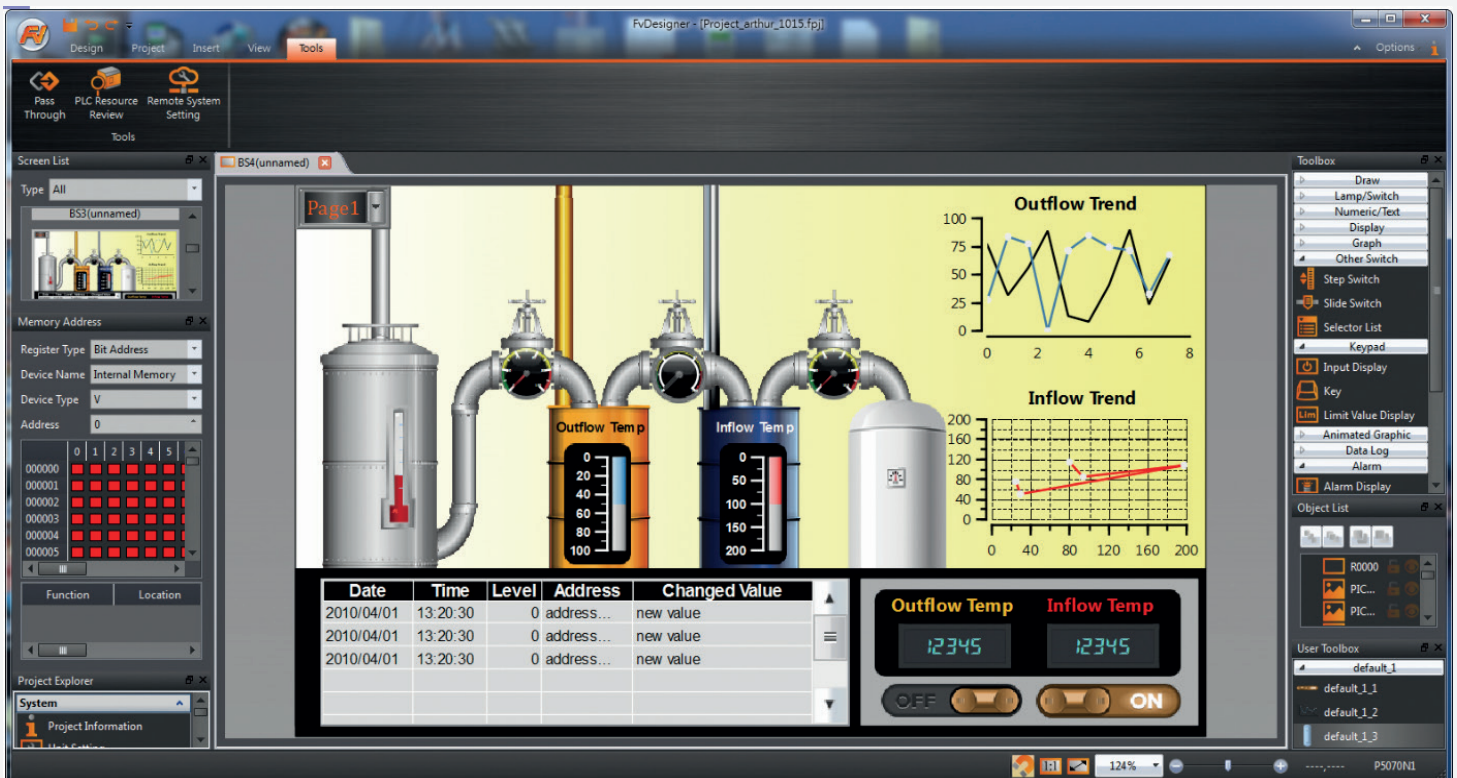 FvDesigner - [Project_arthur_1015.fpj]
Design Project Insert View Tools
Options
Pass Through
PLC Resource Review
Remote System Setting
Tools
Screen List
Type All
BS3(unnamed)
Memory Address
Register Type Bit Address
Device Name Internal Memory
Device Type V
Address 0
0 1 2 3 4 5
000000
000001
000002
000003
000004
000005
Function Location
Project Explorer
System
Project Information
BS4(unnamed)
Page1
Outflow Trend
100
75
50
25
0
0 2 4 6 8
Inflow Trend
200
160
120
80
40
0
0 40 80 120 160 200
Outflow Temp
0
20
40
60
80
100
Inflow Temp
0
50
100
150
200
Date Time Level Address Changed Value
2010/04/01 13:20:30 0 address... new value
2010/04/01 13:20:30 0 address... new value
2010/04/01 13:20:30 0 address... new value
Outflow Temp Inflow Temp
12345 12345
OFF ON
Toolbox
Draw
Lamp/Switch
Numeric/Text
Display
Graph
Other Switch
Step Switch
Slide Switch
Selector List
Keypad
Input Display
Key
Lim Limit Value Display
Animated Graphic
Data Log
Alarm
Alarm Display
Object List
R0000
PIC...
PIC...
User Toolbox
default_1
default_1_1
default_1_2
default_1_3
1:1 124% ----,---- P5070N1